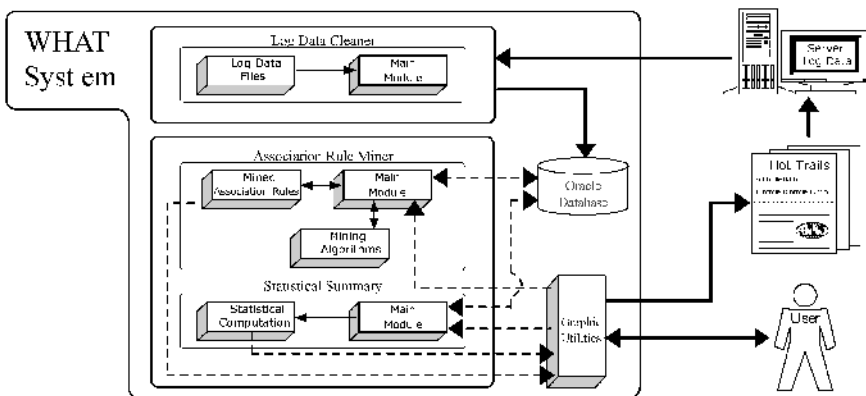 WHAT
System
Log Data Cleaner
Log Data
Files
Main
Module
Server
Log Data
Association Rule Miner
Mined
Association Rules
Main
Module
Mining
Algorithms
Oracle
Database
Hot Trails
Statistical Summary
Statistical
Computation
Main
Module
Graphic
Utilities
User